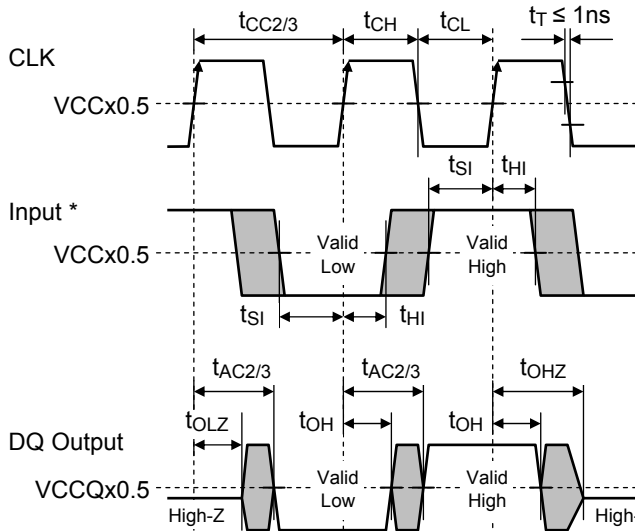 tCC2/3 tCH tCL tT ≤ 1ns
CLK
VCCx0.5
tSI tHI
Input *
VCCx0.5
Valid Low
Valid High
tSI tHI
tAC2/3 tAC2/3 tOHZ
tOLZ tOH tOH
DQ Output
VCCQx0.5
High-Z
Valid Low
Valid High
High-